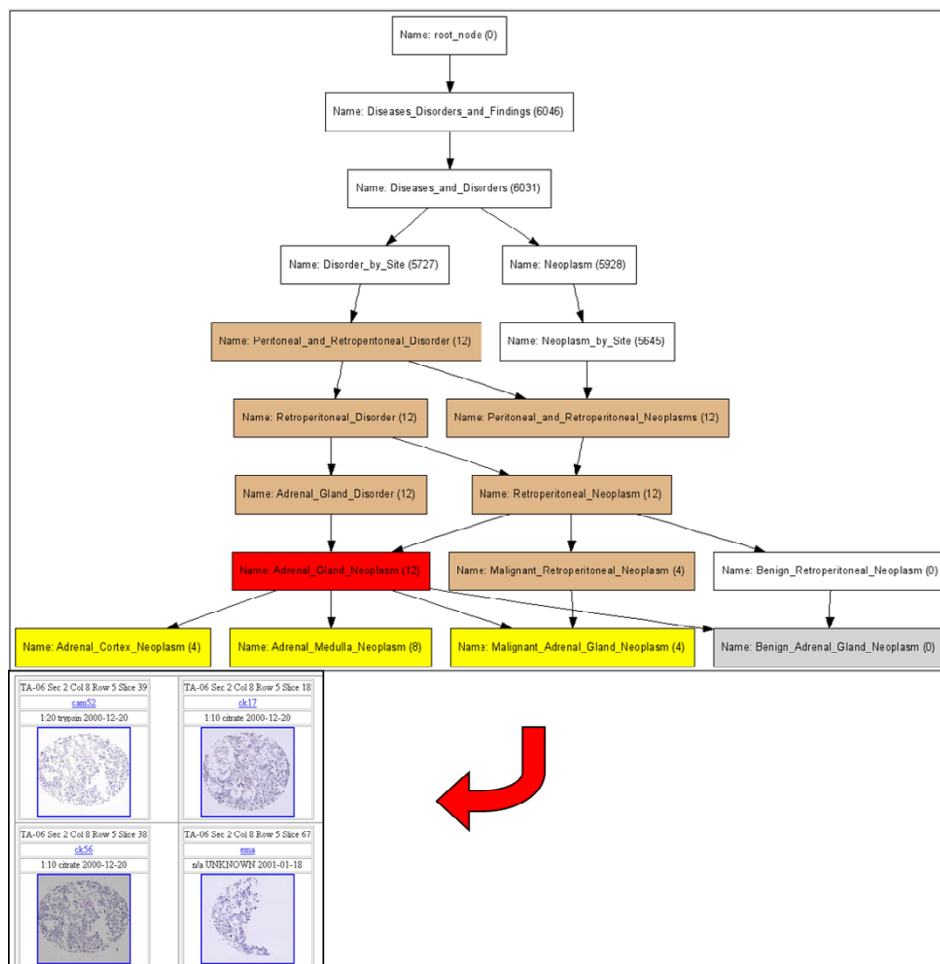 Name: root_node (0)
Name: Diseases_Disorders_and_Findings (6046)
Name: Diseases_and_Disorders (6031)
Name: Disorder_by_Site (5727)
Name: Neoplasm (5928)
Name: Peritoneal_and_Retropentoneal_Disorder (12)
Name: Neoplasm_by_Site (5645)
Name: Retroperitoneal_Disorder (12)
Name: Peritoneal_and_Retroperitoneal_Neoplasms (12)
Name: Adrenal_Gland_Disorder (12)
Name: Retroperitoneal_Neoplasm (12)
Name: Adrenal_Gland_Neoplasm (12)
Name: Malignant_Retroperitoneal_Neoplasm (4)
Name: Benign_Retroperitoneal_Neoplasm (0)
Name: Adrenal_Cortex_Neoplasm (4)
Name: Adrenal_Medulla_Neoplasm (8)
Name: Malignant_Adrenal_Gland_Neoplasm (4)
Name: Benign_Adrenal_Gland_Neoplasm (0)
TA-06 Sec 2 Col 8 Row 5 Slice 39
cam52
1:20 trypsin 2000-12-20
TA-06 Sec 2 Col 8 Row 5 Slice 18
ck17
1:10 citrate 2000-12-20
TA-06 Sec 2 Col 8 Row 5 Slice 38
ck56
1:10 citrate 2000-12-20
TA-06 Sec 2 Col 8 Row 5 Slice 67
ema
n/a UNKNOWN 2001-01-18